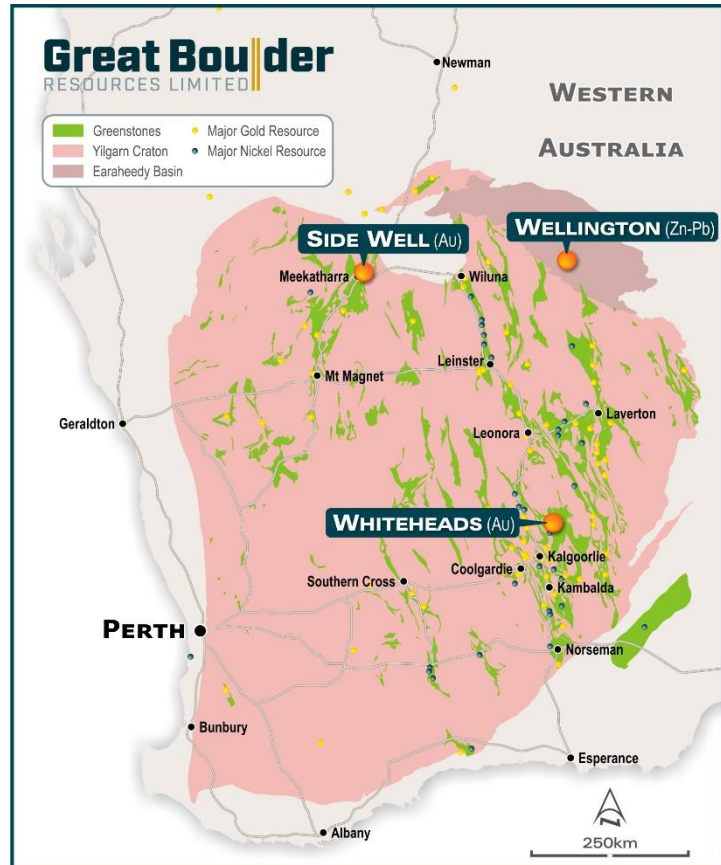 Great Boulder
RESOURCES LIMITED
Greenstones
Yilgarn Craton
Earaheedy Basin
Major Gold Resource
Major Nickel Resource
Newman
WESTERN
AUSTRALIA
SIDE WELL (Au)
WELLINGTON (Zn-Pb)
Meekatharra
Wiluna
Leinster
Mt Magnet
Geraldton
Laverton
Leonora
WHITEHEADS (Au)
Kalgoorlie
Coolgardie
Southern Cross
Kambalda
PERTH
Norseman
Bunbury
Esperance
Albany
N
250km